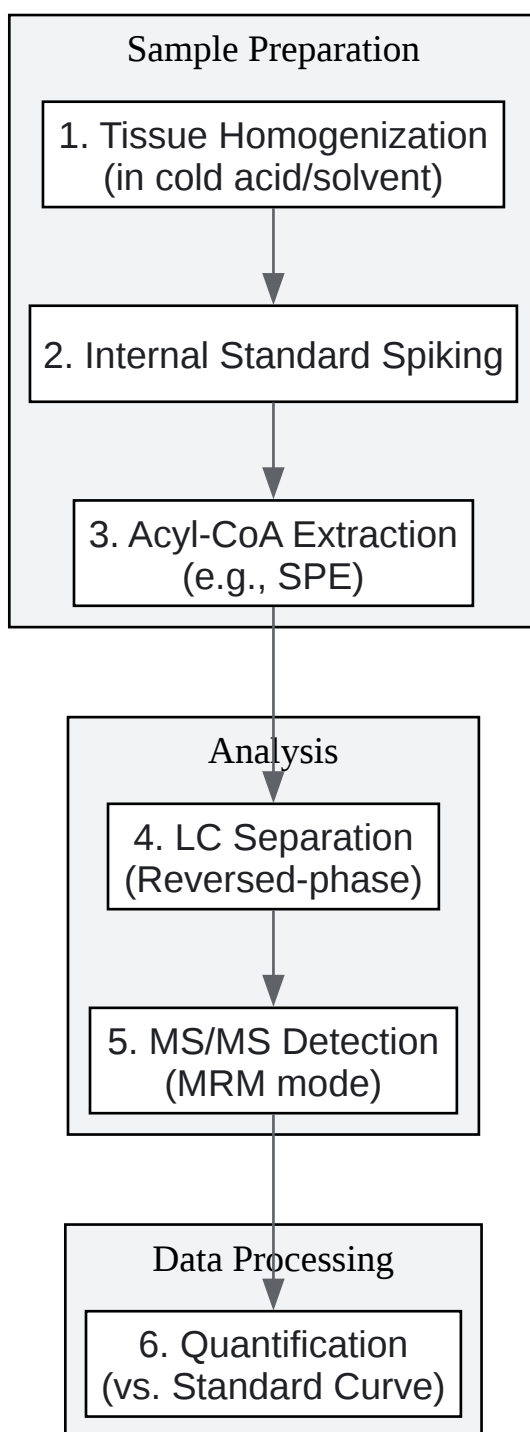 Sample Preparation
1. Tissue Homogenization
(in cold acid/solvent)
2. Internal Standard Spiking
3. Acyl-CoA Extraction
(e.g., SPE)
Analysis
4. LC Separation
(Reversed-phase)
5. MS/MS Detection
(MRM mode)
Data Processing
6. Quantification
(vs. Standard Curve)